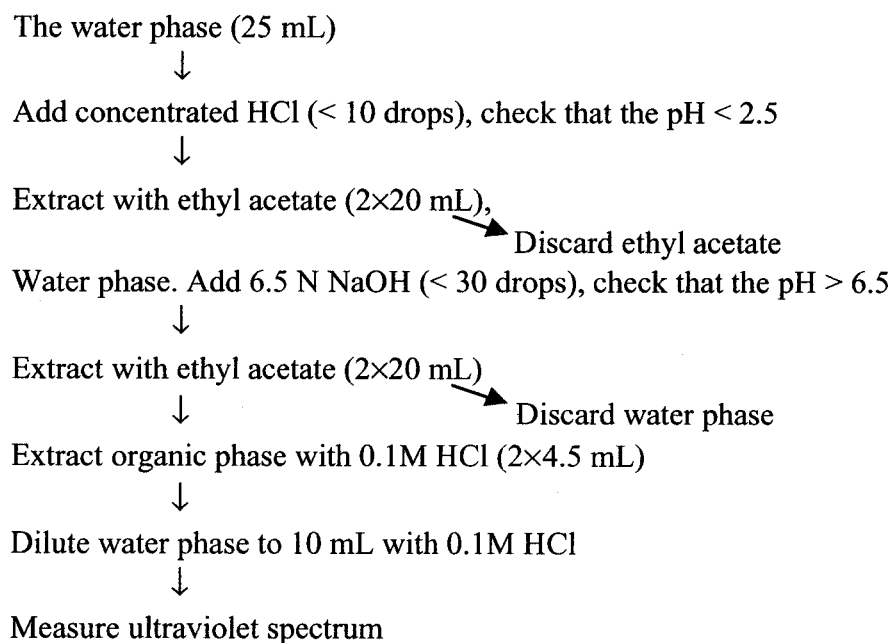 The water phase (25 mL)
↓
Add concentrated HCl (< 10 drops), check that the pH < 2.5
↓
Extract with ethyl acetate (2×20 mL),
Discard ethyl acetate
Water phase. Add 6.5 N NaOH (< 30 drops), check that the pH > 6.5
↓
Extract with ethyl acetate (2×20 mL)
↓
Discard water phase
Extract organic phase with 0.1M HCl (2×4.5 mL)
↓
Dilute water phase to 10 mL with 0.1M HCl
↓
Measure ultraviolet spectrum